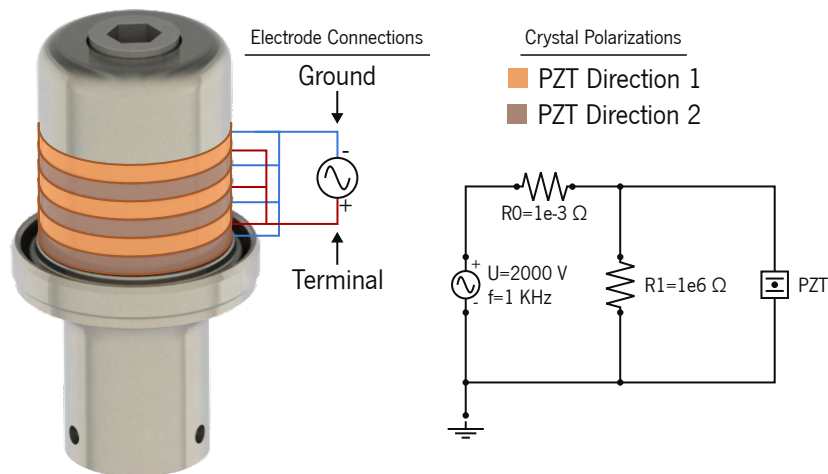 Electrode Connections
Ground
-
+
Terminal
Crystal Polarizations
PZT Direction 1
PZT Direction 2
R0=1e-3 Ω
+
U=2000 V
f=1 KHz
-
R1=1e6 Ω
PZT